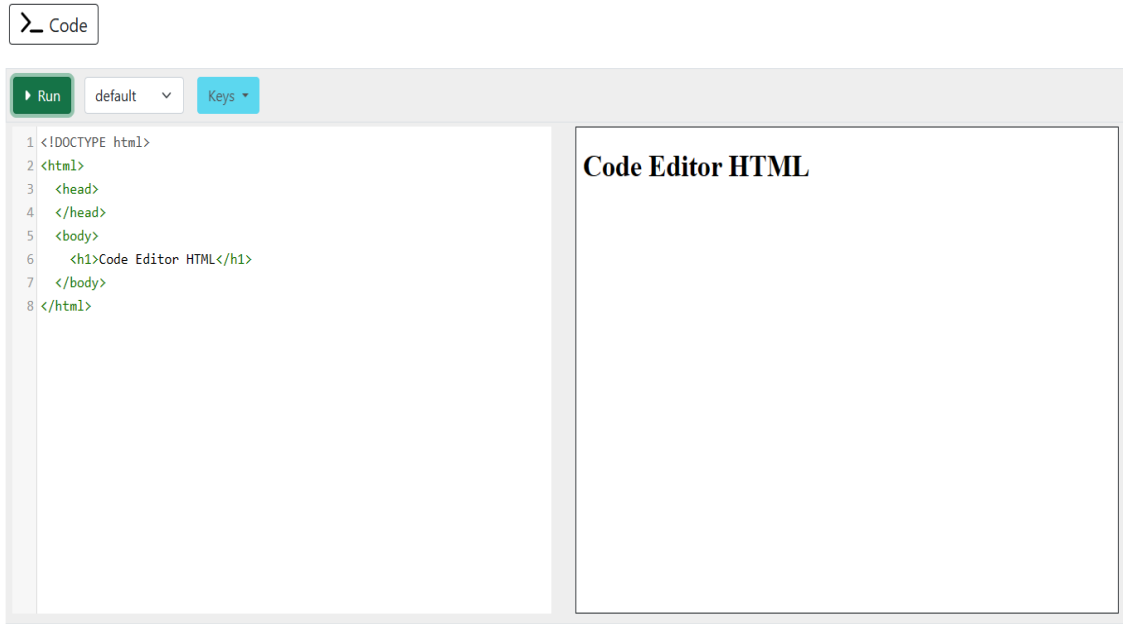 Code
Run default Keys
1 <!DOCTYPE html>
2 <html>
3   <head>
4   </head>
5   <body>
6     <h1>Code Editor HTML</h1>
7   </body>
8 </html>
Code Editor HTML